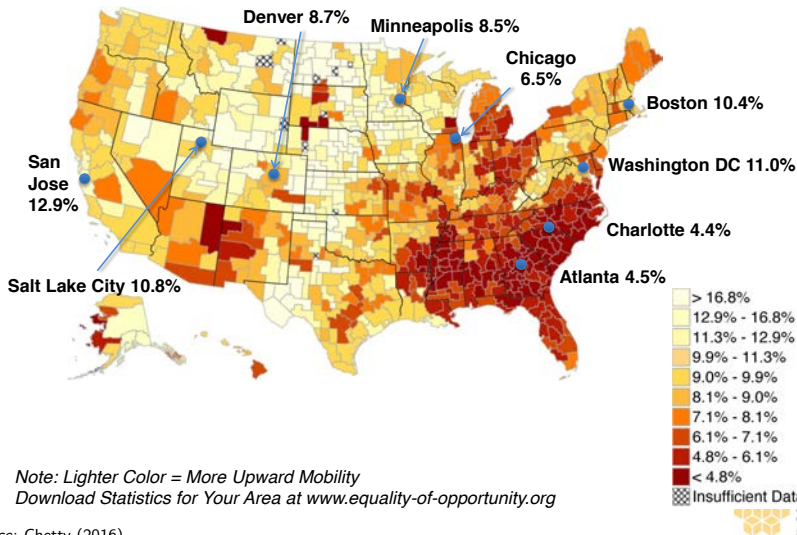 Denver 8.7%
Minneapolis 8.5%
Chicago
6.5%
Boston 10.4%
San
Jose
12.9%
Washington DC 11.0%
Charlotte 4.4%
Atlanta 4.5%
Salt Lake City 10.8%
> 16.8%
12.9% - 16.8%
11.3% - 12.9%
9.9% - 11.3%
9.0% - 9.9%
8.1% - 9.0%
7.1% - 8.1%
6.1% - 7.1%
4.8% - 6.1%
< 4.8%
Insufficient Data
Note: Lighter Color = More Upward Mobility
Download Statistics for Your Area at www.equality-of-opportunity.org
Chetty (2016)